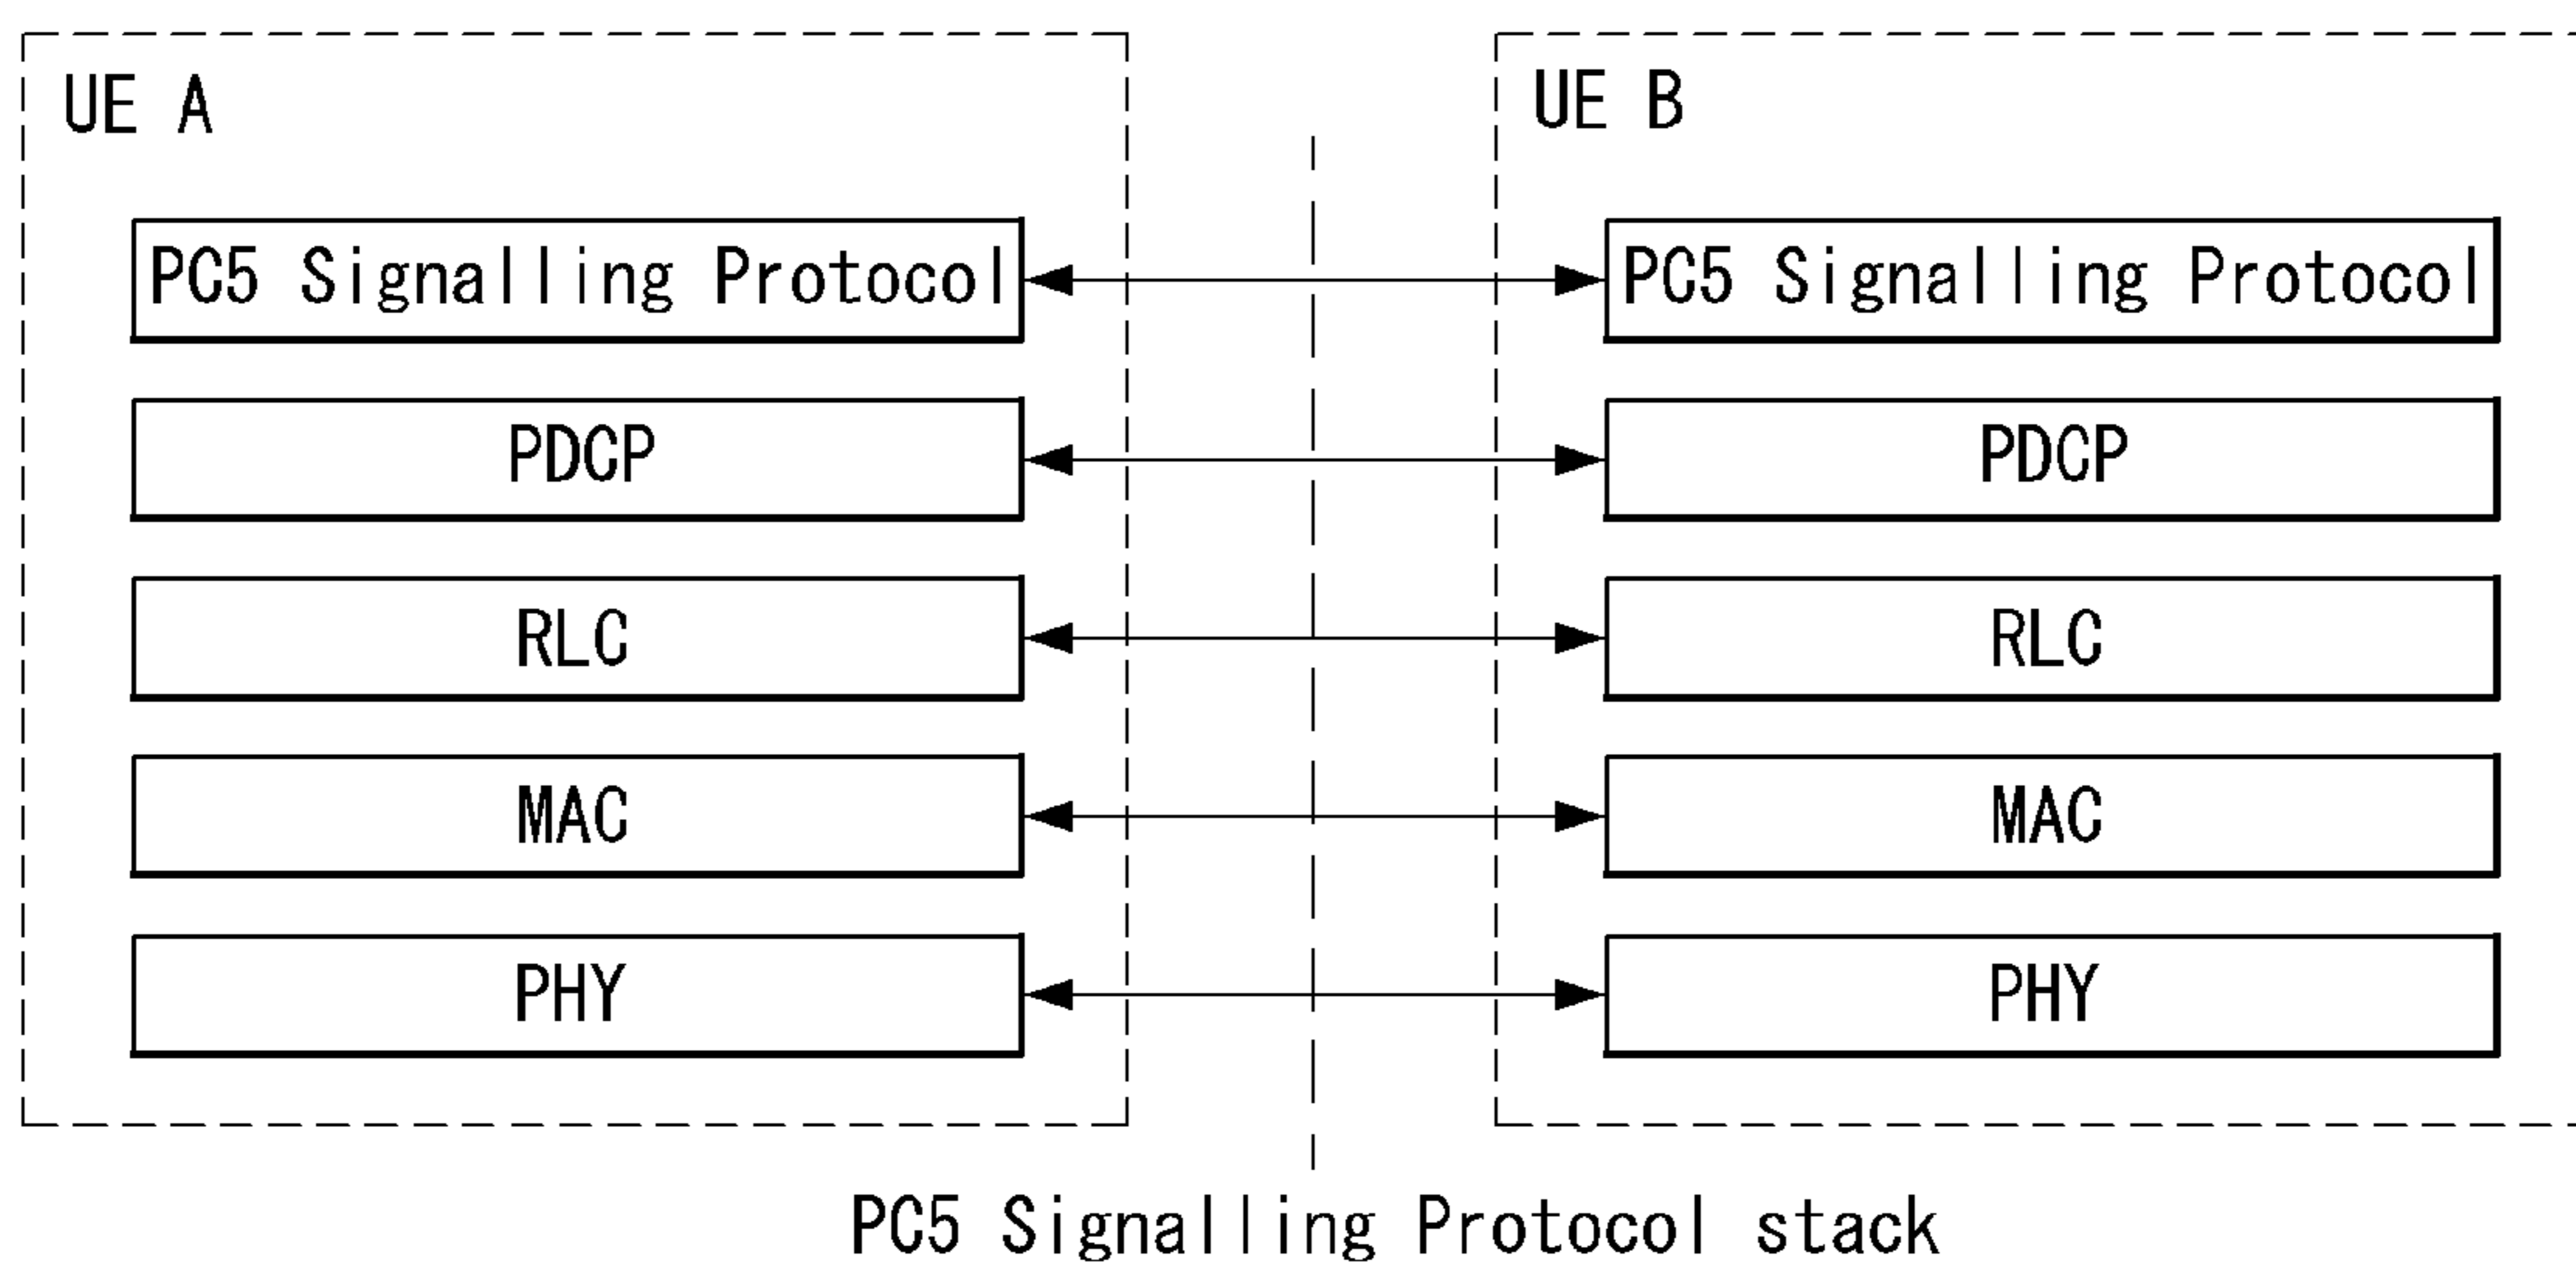 UE A
UE B
PC5 Signalling Protocol
PC5 Signalling Protocol
PDCP
PDCP
RLC
RLC
MAC
MAC
PHY
PHY
PC5 Signalling Protocol stack